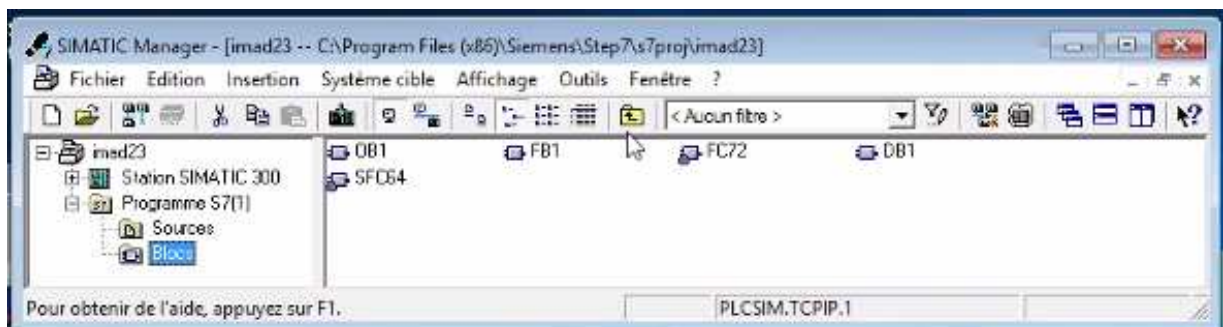 SIMATIC Manager - [imad23 -- C:\Program Files (x86)\Siemens\Step7\s7proj\imad23]
Fichier Edition Insertion Système cible Affichage Outils Fenêtre ?
< Aucun filtre >
imad23
Station SIMATIC 300
Programme S7(1)
Sources
Blocs
OB1 FB1 FC72 DB1
SFC64
Pour obtenir de l'aide, appuyez sur F1.
PLCSIM.TCPIP.1